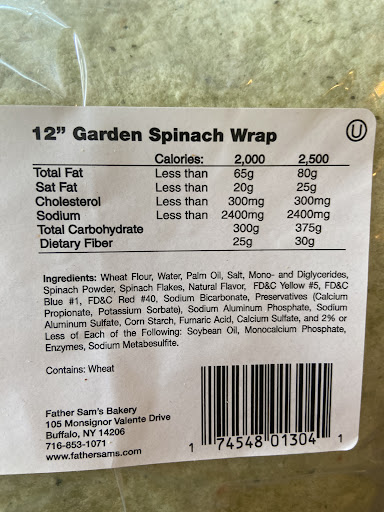 12” Garden Spinach Wrap Ⓤ
Calories: 2,000 2,500
Total Fat Less than 65g 80g
Sat Fat Less than 20g 25g
Cholesterol Less than 300mg 300mg
Sodium Less than 2400mg 2400mg
Total Carbohydrate 300g 375g
Dietary Fiber 25g 30g
Ingredients: Wheat Flour, Water, Palm Oil, Salt, Mono- and Diglycerides,
Spinach Powder, Spinach Flakes, Natural Flavor, FD&C Yellow #5, FD&C
Blue #1, FD&C Red #40, Sodium Bicarbonate, Preservatives (Calcium
Propionate, Potassium Sorbate), Sodium Aluminum Phosphate, Sodium
Aluminum Sulfate, Corn Starch, Fumaric Acid, Calcium Sulfate, and 2% or
Less of Each of the Following: Soybean Oil, Monocalcium Phosphate,
Enzymes, Sodium Metabesulfite.
Contains: Wheat
Father Sam's Bakery
105 Monsignor Valente Drive
Buffalo, NY 14206
716-853-1071
www.fathersams.com
1 74548 01304 1